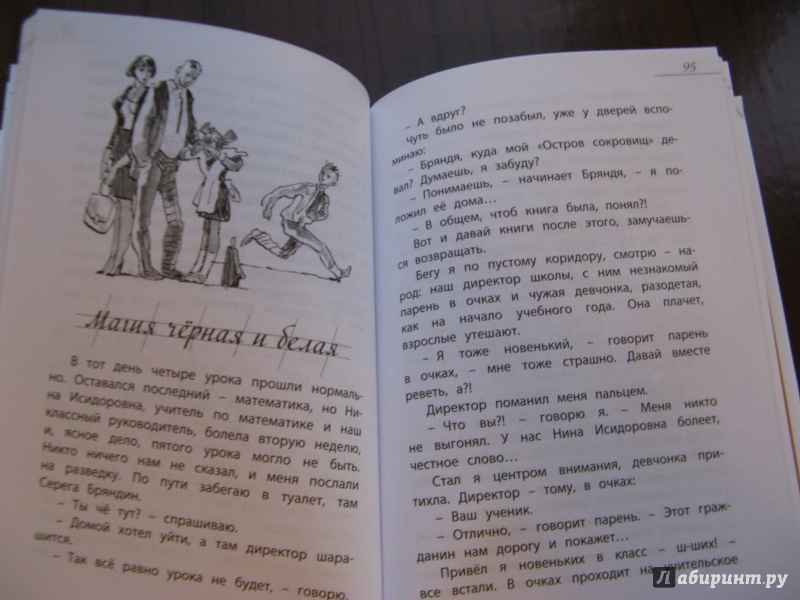 Магия чёрная и белая
В тот день четыре урока прошли нормаль-
но. Оставался последний – математика, но Ни-
на Исидоровна, учитель по математике и наш
классный руководитель, болела вторую неделю,
и, ясное дело, пятого урока могло не быть.
Никто ничего нам не сказал, и меня послали
на разведку. По пути забегаю в туалет, там
Серега Бряндин.
– Ты чё тут? – спрашиваю.
– Домой хотел уйти, а там директор шара-
шится.
– Так всё равно урока не будет, – говорю.
95
– А вдруг?
Чуть было не позабыл, уже у дверей вспо-
минаю:
– Бряндя, куда мой «Остров сокровищ» де-
вал? Думаешь, я забуду?
– Понимаешь, – начинает Бряндя, – я по-
ложил её дома...
– В общем, чтоб книга была, понял?!
Вот и давай книги после этого, замучаешь-
ся возвращать.
Бегу я по пустому коридору, смотрю – на-
род: наш директор школы, с ним незнакомый
парень в очках и чужая девчонка, разодетая,
как на начало учебного года. Она плачет,
взрослые утешают.
– Я тоже новенький, – говорит парень
в очках, – мне тоже страшно. Давай вместе
реветь, а?!
Директор поманил меня пальцем.
– Что вы?! – говорю я. – Меня никто
не выгонял. У нас Нина Исидоровна болеет,
честное слово...
Стал я центром внимания, девчонка при-
тихла. Директор – тому, в очках:
– Ваш ученик.
– Отлично, – говорит парень. – Этот граж-
данин нам дорогу и покажет...
Привёл я новеньких в класс – ш-ших! –
все встали. В очках проходит на учительское
Лабиринт.ру